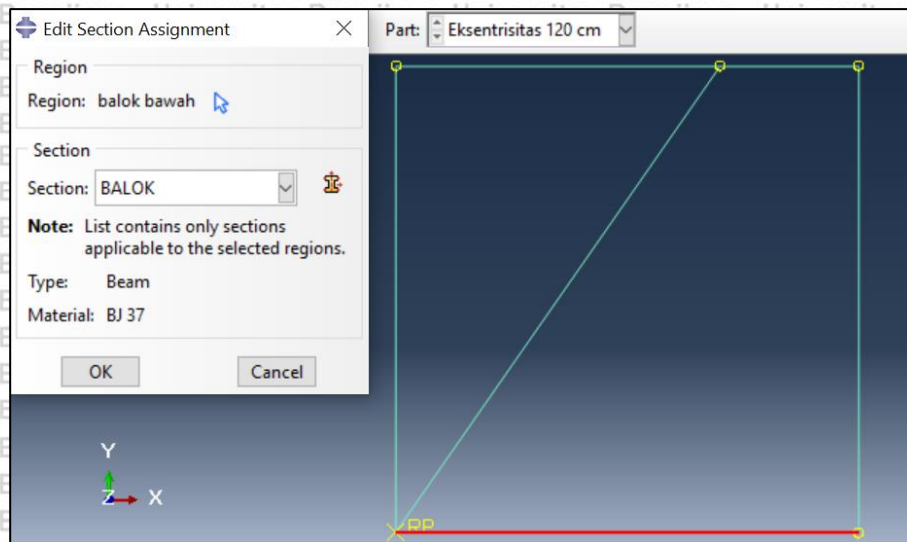 Edit Section Assignment
Part: Eksentrisitas 120 cm
Region
Region: balok bawah
Section
Section: BALOK
Note: List contains only sections
applicable to the selected regions.
Type: Beam
Material: BJ 37
OK Cancel
Y
Z X
RP